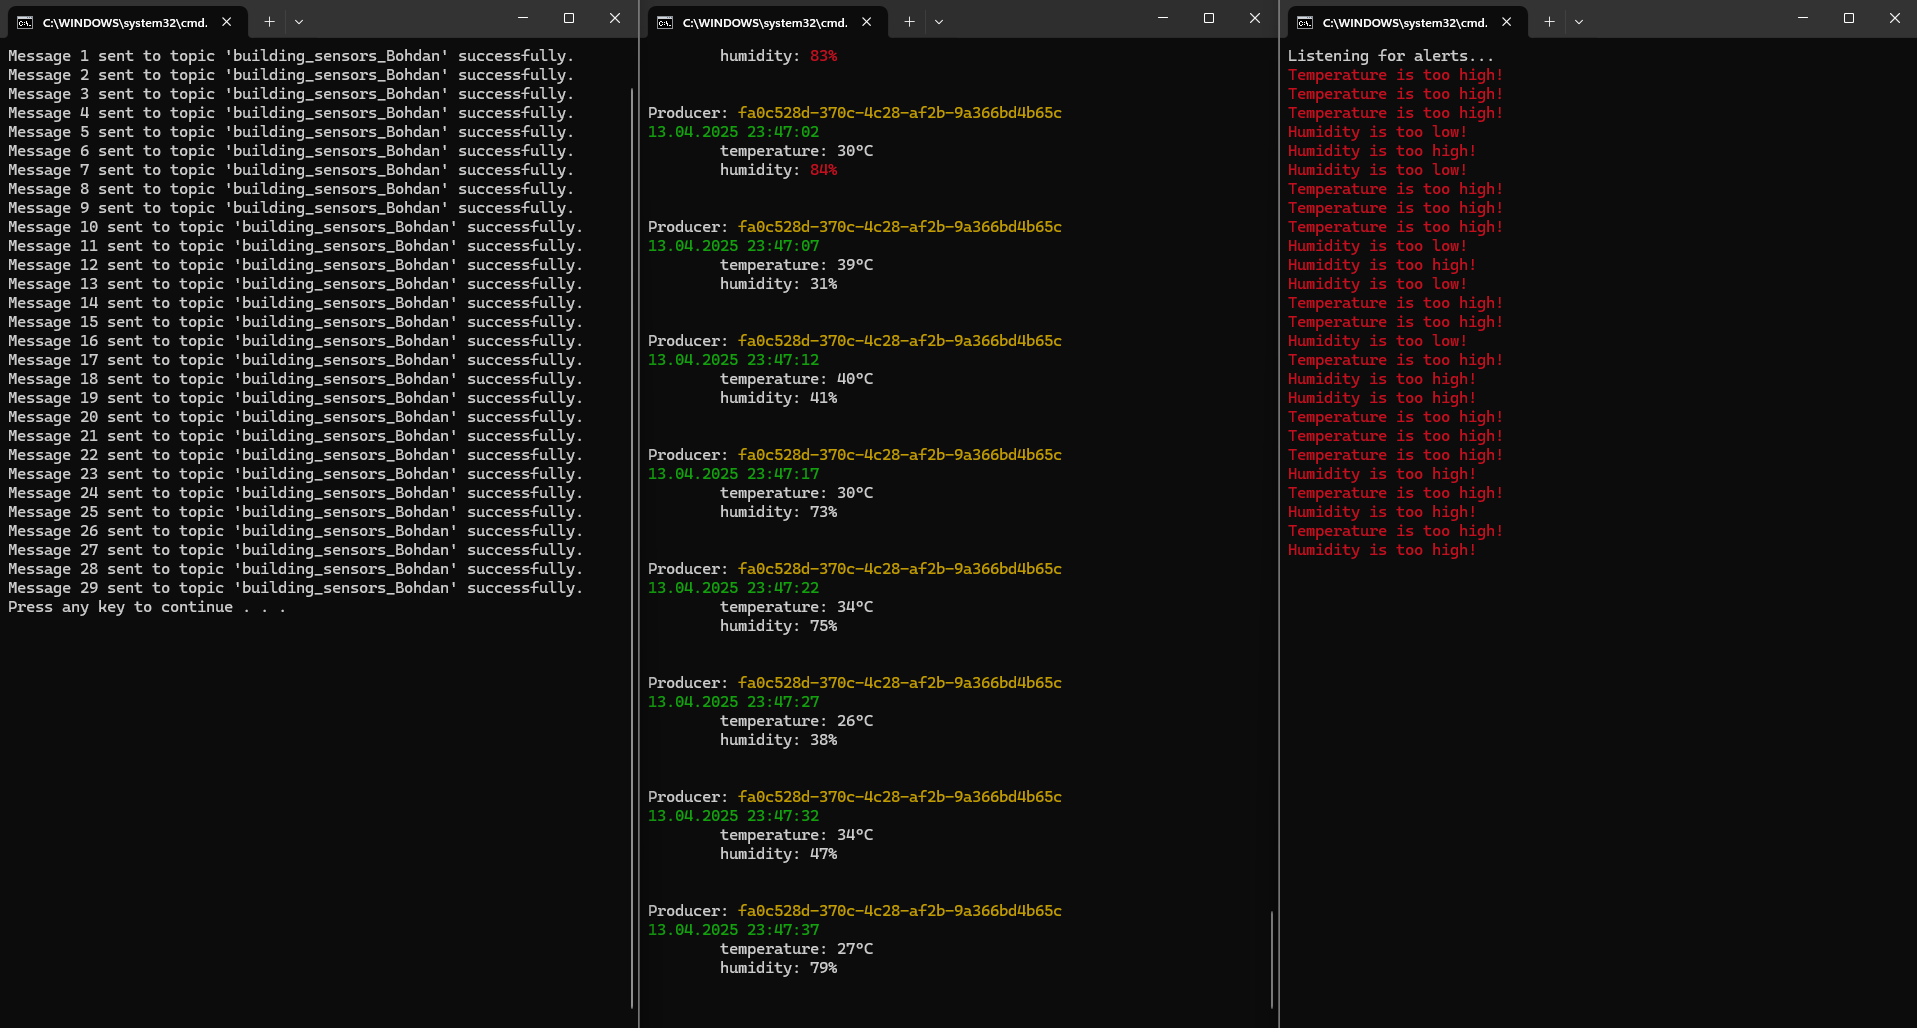 C:\WINDOWS\system32\cmd.
Message 1 sent to topic 'building_sensors_Bohdan' successfully.
Message 2 sent to topic 'building_sensors_Bohdan' successfully.
Message 3 sent to topic 'building_sensors_Bohdan' successfully.
Message 4 sent to topic 'building_sensors_Bohdan' successfully.
Message 5 sent to topic 'building_sensors_Bohdan' successfully.
Message 6 sent to topic 'building_sensors_Bohdan' successfully.
Message 7 sent to topic 'building_sensors_Bohdan' successfully.
Message 8 sent to topic 'building_sensors_Bohdan' successfully.
Message 9 sent to topic 'building_sensors_Bohdan' successfully.
Message 10 sent to topic 'building_sensors_Bohdan' successfully.
Message 11 sent to topic 'building_sensors_Bohdan' successfully.
Message 12 sent to topic 'building_sensors_Bohdan' successfully.
Message 13 sent to topic 'building_sensors_Bohdan' successfully.
Message 14 sent to topic 'building_sensors_Bohdan' successfully.
Message 15 sent to topic 'building_sensors_Bohdan' successfully.
Message 16 sent to topic 'building_sensors_Bohdan' successfully.
Message 17 sent to topic 'building_sensors_Bohdan' successfully.
Message 18 sent to topic 'building_sensors_Bohdan' successfully.
Message 19 sent to topic 'building_sensors_Bohdan' successfully.
Message 20 sent to topic 'building_sensors_Bohdan' successfully.
Message 21 sent to topic 'building_sensors_Bohdan' successfully.
Message 22 sent to topic 'building_sensors_Bohdan' successfully.
Message 23 sent to topic 'building_sensors_Bohdan' successfully.
Message 24 sent to topic 'building_sensors_Bohdan' successfully.
Message 25 sent to topic 'building_sensors_Bohdan' successfully.
Message 26 sent to topic 'building_sensors_Bohdan' successfully.
Message 27 sent to topic 'building_sensors_Bohdan' successfully.
Message 28 sent to topic 'building_sensors_Bohdan' successfully.
Message 29 sent to topic 'building_sensors_Bohdan' successfully.
Press any key to continue . . .
C:\WINDOWS\system32\cmd.
humidity: 83%
Producer: fa0c528d-370c-4c28-af2b-9a366bd4b65c
13.04.2025 23:47:02
temperature: 30°C
humidity: 84%
Producer: fa0c528d-370c-4c28-af2b-9a366bd4b65c
13.04.2025 23:47:07
temperature: 39°C
humidity: 31%
Producer: fa0c528d-370c-4c28-af2b-9a366bd4b65c
13.04.2025 23:47:12
temperature: 40°C
humidity: 41%
Producer: fa0c528d-370c-4c28-af2b-9a366bd4b65c
13.04.2025 23:47:17
temperature: 30°C
humidity: 73%
Producer: fa0c528d-370c-4c28-af2b-9a366bd4b65c
13.04.2025 23:47:22
temperature: 34°C
humidity: 75%
Producer: fa0c528d-370c-4c28-af2b-9a366bd4b65c
13.04.2025 23:47:27
temperature: 26°C
humidity: 38%
Producer: fa0c528d-370c-4c28-af2b-9a366bd4b65c
13.04.2025 23:47:32
temperature: 34°C
humidity: 47%
Producer: fa0c528d-370c-4c28-af2b-9a366bd4b65c
13.04.2025 23:47:37
temperature: 27°C
humidity: 79%
C:\WINDOWS\system32\cmd.
Listening for alerts...
Temperature is too high!
Temperature is too high!
Temperature is too high!
Humidity is too low!
Humidity is too high!
Humidity is too low!
Temperature is too high!
Temperature is too high!
Temperature is too high!
Humidity is too low!
Humidity is too high!
Humidity is too low!
Temperature is too high!
Temperature is too high!
Humidity is too low!
Temperature is too high!
Humidity is too high!
Humidity is too high!
Temperature is too high!
Temperature is too high!
Temperature is too high!
Humidity is too high!
Temperature is too high!
Humidity is too high!
Temperature is too high!
Humidity is too high!